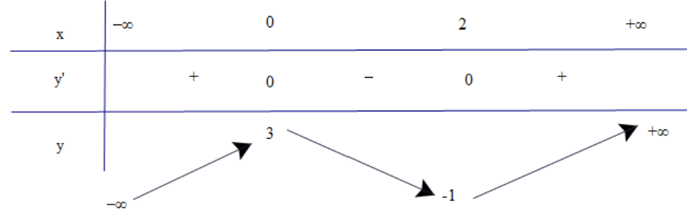 x −∞ 0 2 +∞
y' + 0 − 0 +
y −∞ 3 -1 +∞